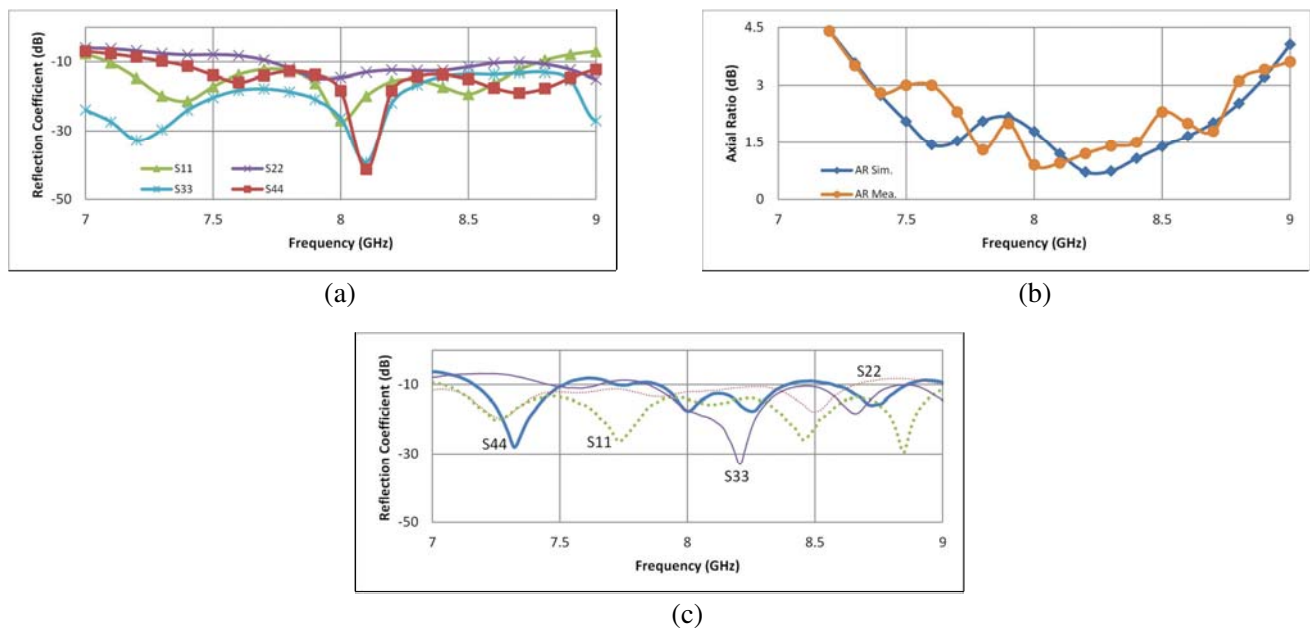 Reflection Coefficient (dB)
-10
-30
-50
S11 S22
S33 S44
7 7.5 8 8.5 9
Frequency (GHz)
(a)
Axial Ratio (dB)
4.5
3
1.5
0
AR Sim.
AR Mea.
7 7.5 8 8.5 9
Frequency (GHz)
(b)
Reflection Coefficient (dB)
-10
-30
-50
S22
S44 S11
S33
7 7.5 8 8.5 9
Frequency (GHz)
(c)